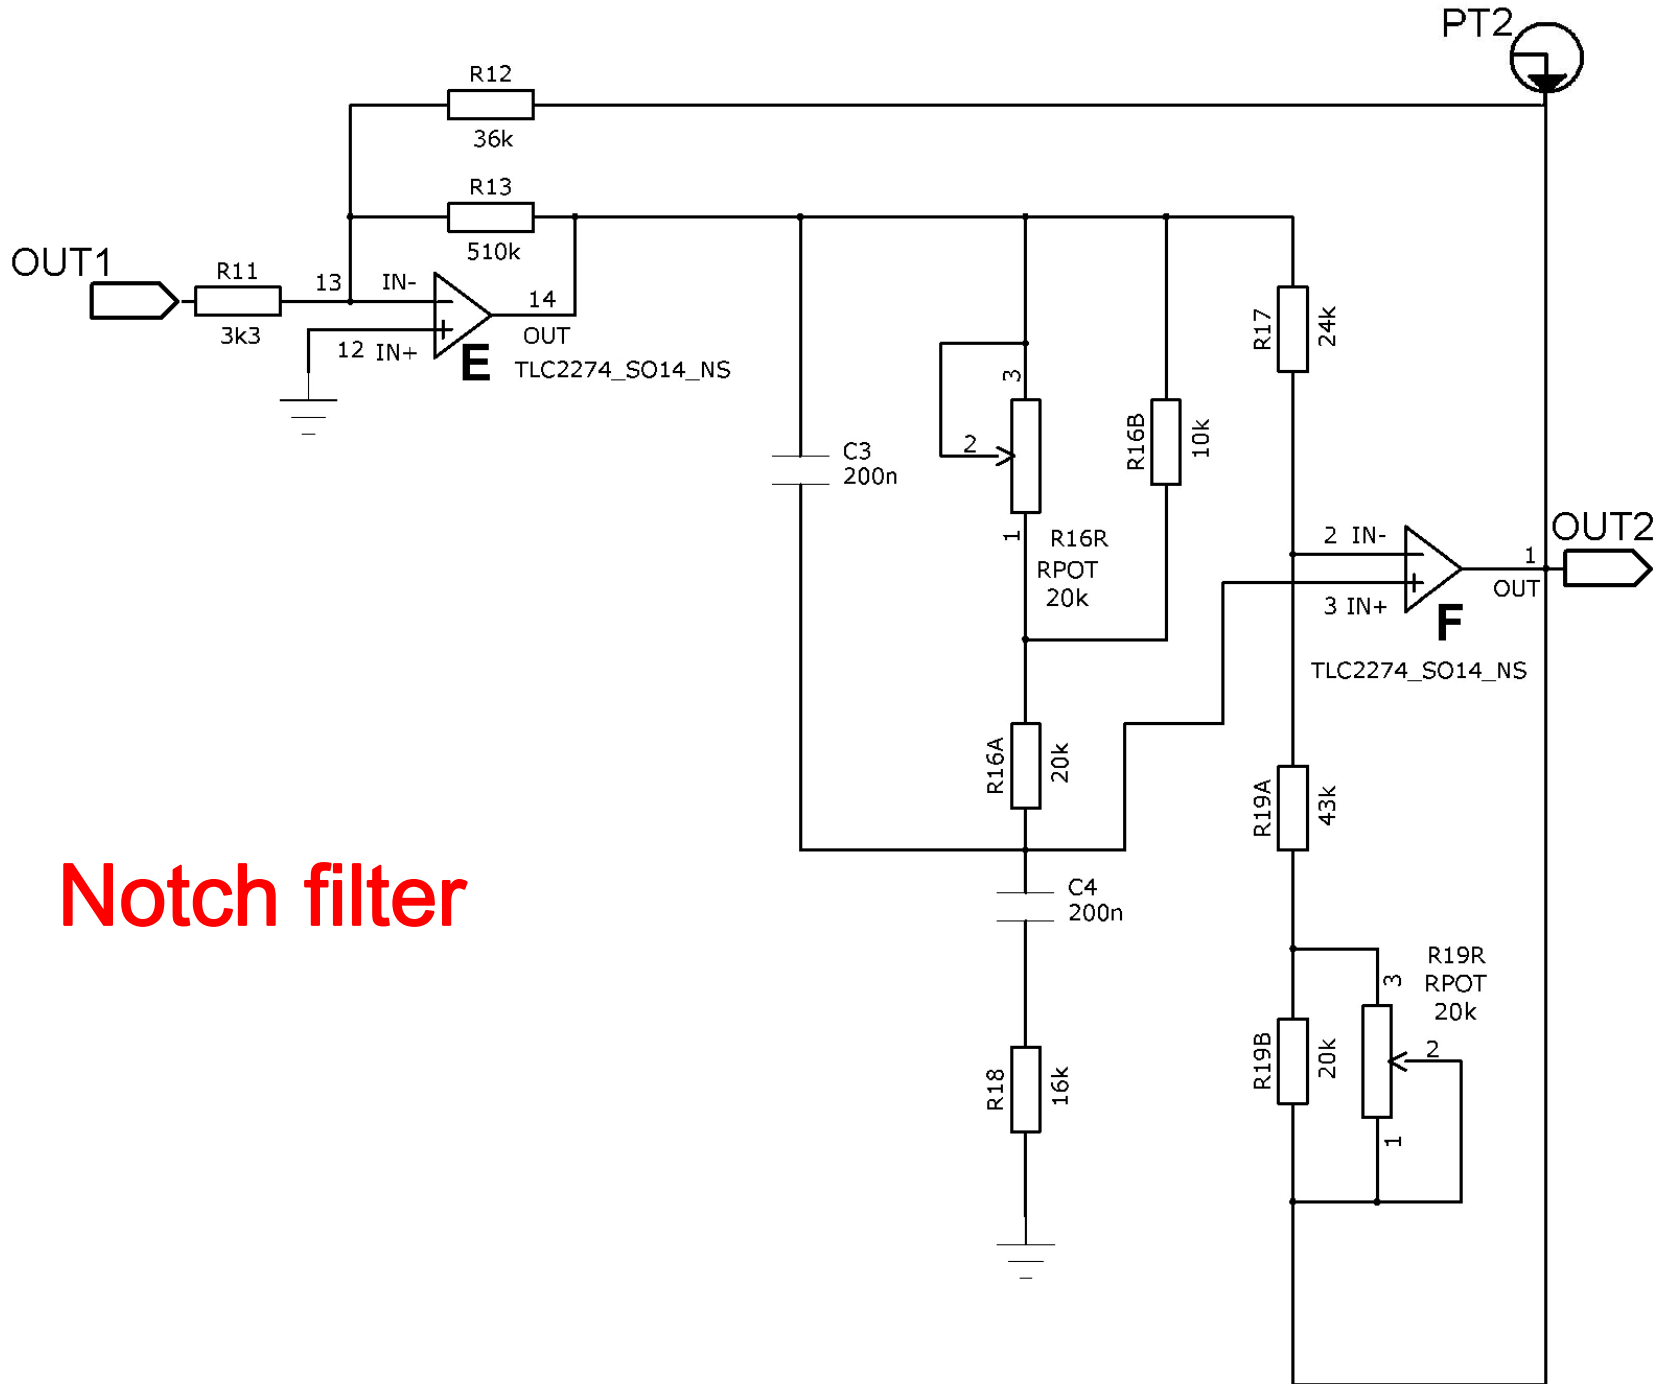 PT2
R12
36k
R13
510k
OUT1
R11
3k3
13
IN-
12 IN+
14
OUT
E
TLC2274_SO14_NS
C3
200n
3
2
1
R16R
RPOT
20k
R16B
10k
R17
24k
2 IN-
3 IN+
1
OUT
OUT2
F
TLC2274_SO14_NS
R16A
20k
R19A
43k
Notch filter
C4
200n
R18
16k
R19R
RPOT
20k
3
2
1
R19B
20k